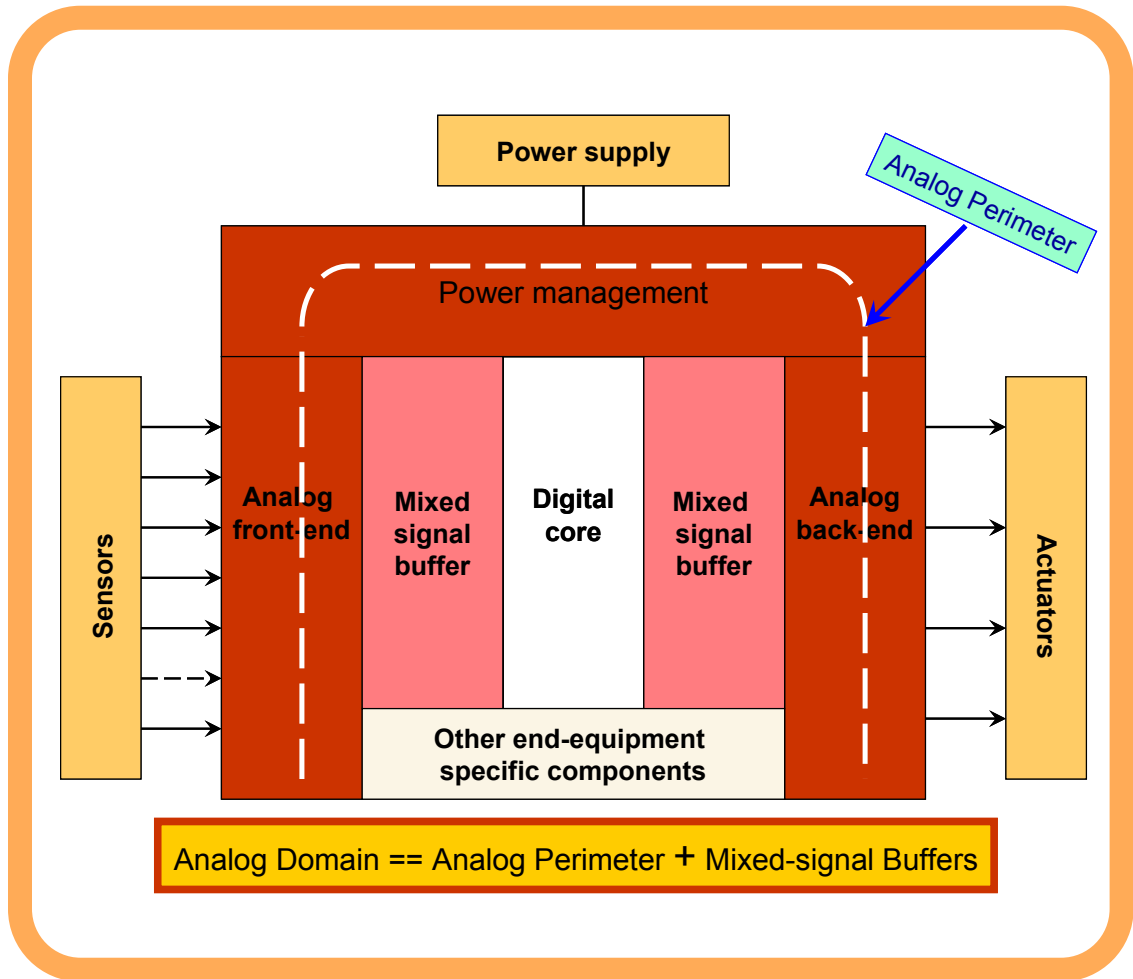 Power supply
Analog Perimeter
Power management
Sensors
Analog
front-end
Mixed
signal
buffer
Digital
core
Mixed
signal
buffer
Analog
back-end
Actuators
Other end-equipment
specific components
Analog Domain == Analog Perimeter + Mixed-signal Buffers